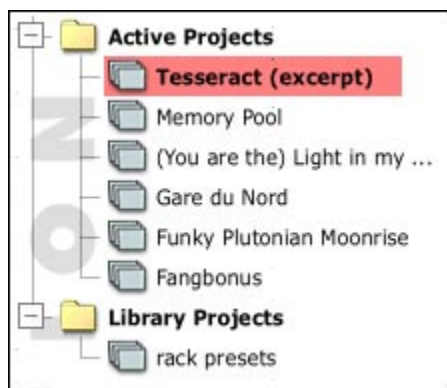 Active Projects
Tesseract (excerpt)
Memory Pool
(You are the) Light in my ...
Gare du Nord
Funky Plutonian Moonrise
Fangbonus
Library Projects
rack presets